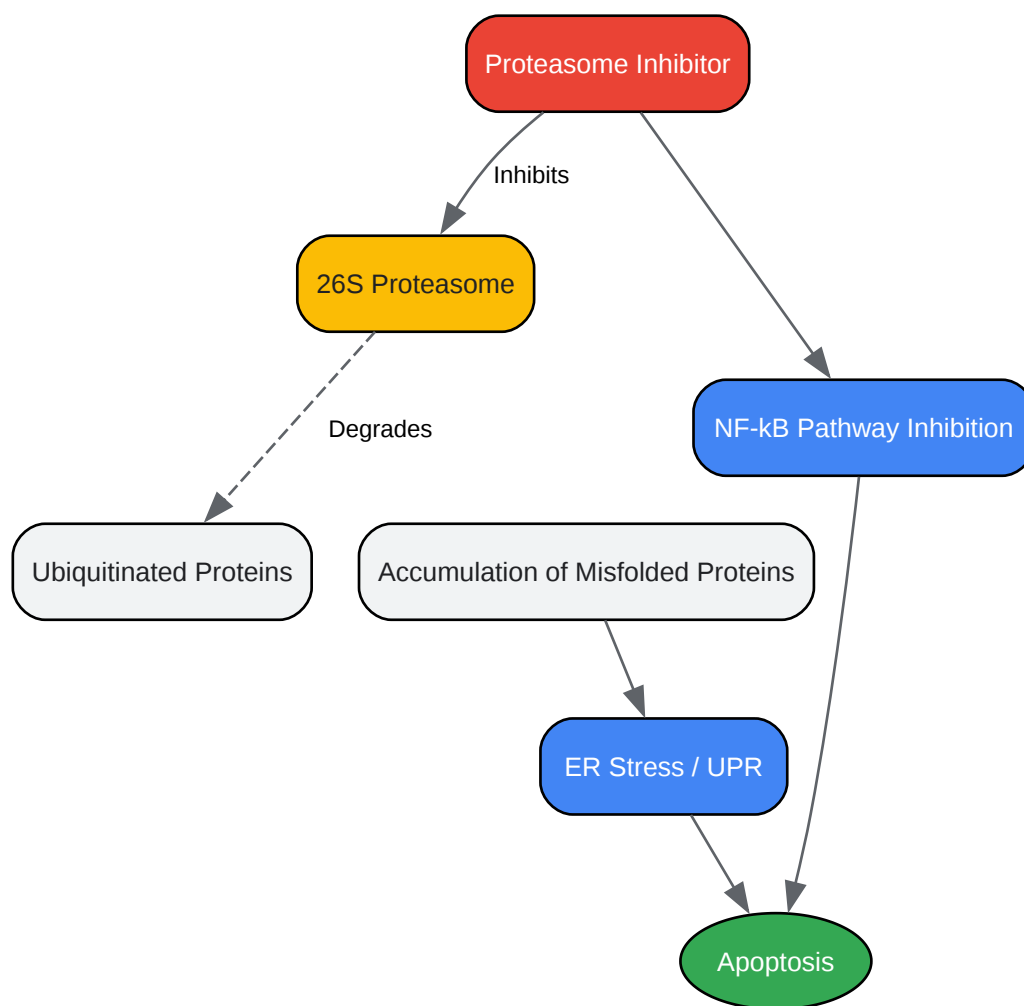 Proteasome Inhibitor
Inhibits
26S Proteasome
Degrades
NF-kB Pathway Inhibition
Ubiquitinated Proteins
Accumulation of Misfolded Proteins
ER Stress / UPR
Apoptosis